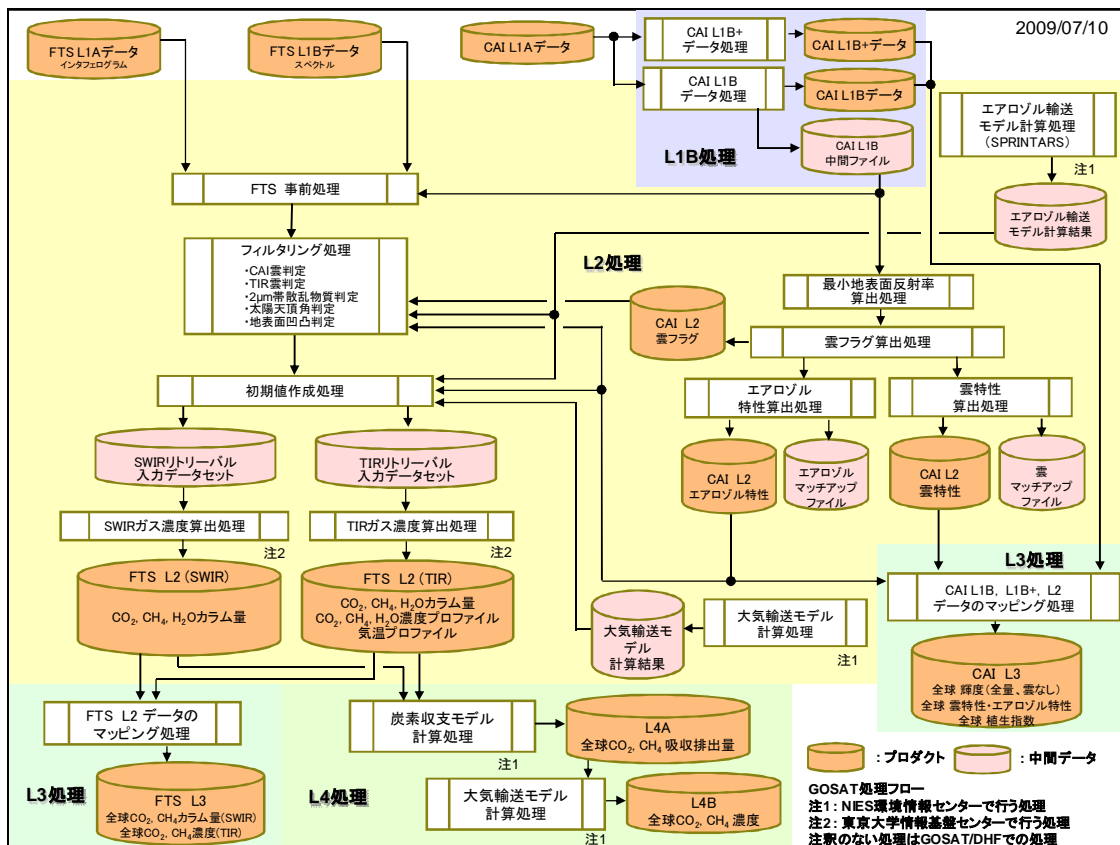 2009/07/10
FTS L1Aデータ
インタフェログラム
FTS L1Bデータ
スペクトル
CAI L1Aデータ
CAI L1B+
データ処理
CAI L1B+データ
CAI L1B
データ処理
CAI L1Bデータ
CAI L1B
中間ファイル
L1B処理
エアロゾル輸送
モデル計算処理
(SPRINTARS)
注1
エアロゾル輸送
モデル計算結果
FTS 事前処理
フィルタリング処理
・CAI雲判定
・TIR雲判定
・2μm帯散乱物質判定
・太陽天頂角判定
・地表面凹凸判定
L2処理
最小地表面反射率
算出処理
CAI L2
雲フラグ
雲フラグ算出処理
初期値作成処理
エアロゾル
特性算出処理
雲特性
算出処理
SWIRリトリーバル
入力データセット
TIRリトリーバル
入力データセット
CAI L2
エアロゾル特性
エアロゾル
マッチアップ
ファイル
CAI L2
雲特性
雲
マッチアップ
ファイル
SWIRガス濃度算出処理
注2
TIRガス濃度算出処理
注2
FTS L2(SWIR)
CO₂, CH₄, H₂Oカラム量
FTS L2(TIR)
CO₂, CH₄, H₂Oカラム量
CO₂, CH₄, H₂O濃度プロファイル
気温プロファイル
L3処理
CAI L1B, L1B+, L2
データのマッピング処理
大気輸送モ
デル
計算結果
大気輸送モデル
計算処理
注1
CAI L3
全球 輝度(全量、雲なし)
全球 雲特性・エアロゾル特性
全球 植生指数
FTS L2 データの
マッピング処理
炭素収支モデル
計算処理
注1
L4A
全球CO₂, CH₄ 吸収排出量
L3処理
FTS L3
全球CO₂, CH₄カラム量(SWIR)
全球CO₂, CH₄濃度(TIR)
L4処理
大気輸送モデル
計算処理
注1
L4B
全球CO₂, CH₄ 濃度
:プロダクト
:中間データ
GOSAT処理フロー
注1:NIES環境情報センターで行う処理
注2:東京大学情報基盤センターで行う処理
注釈のない処理はGOSAT/DHFでの処理